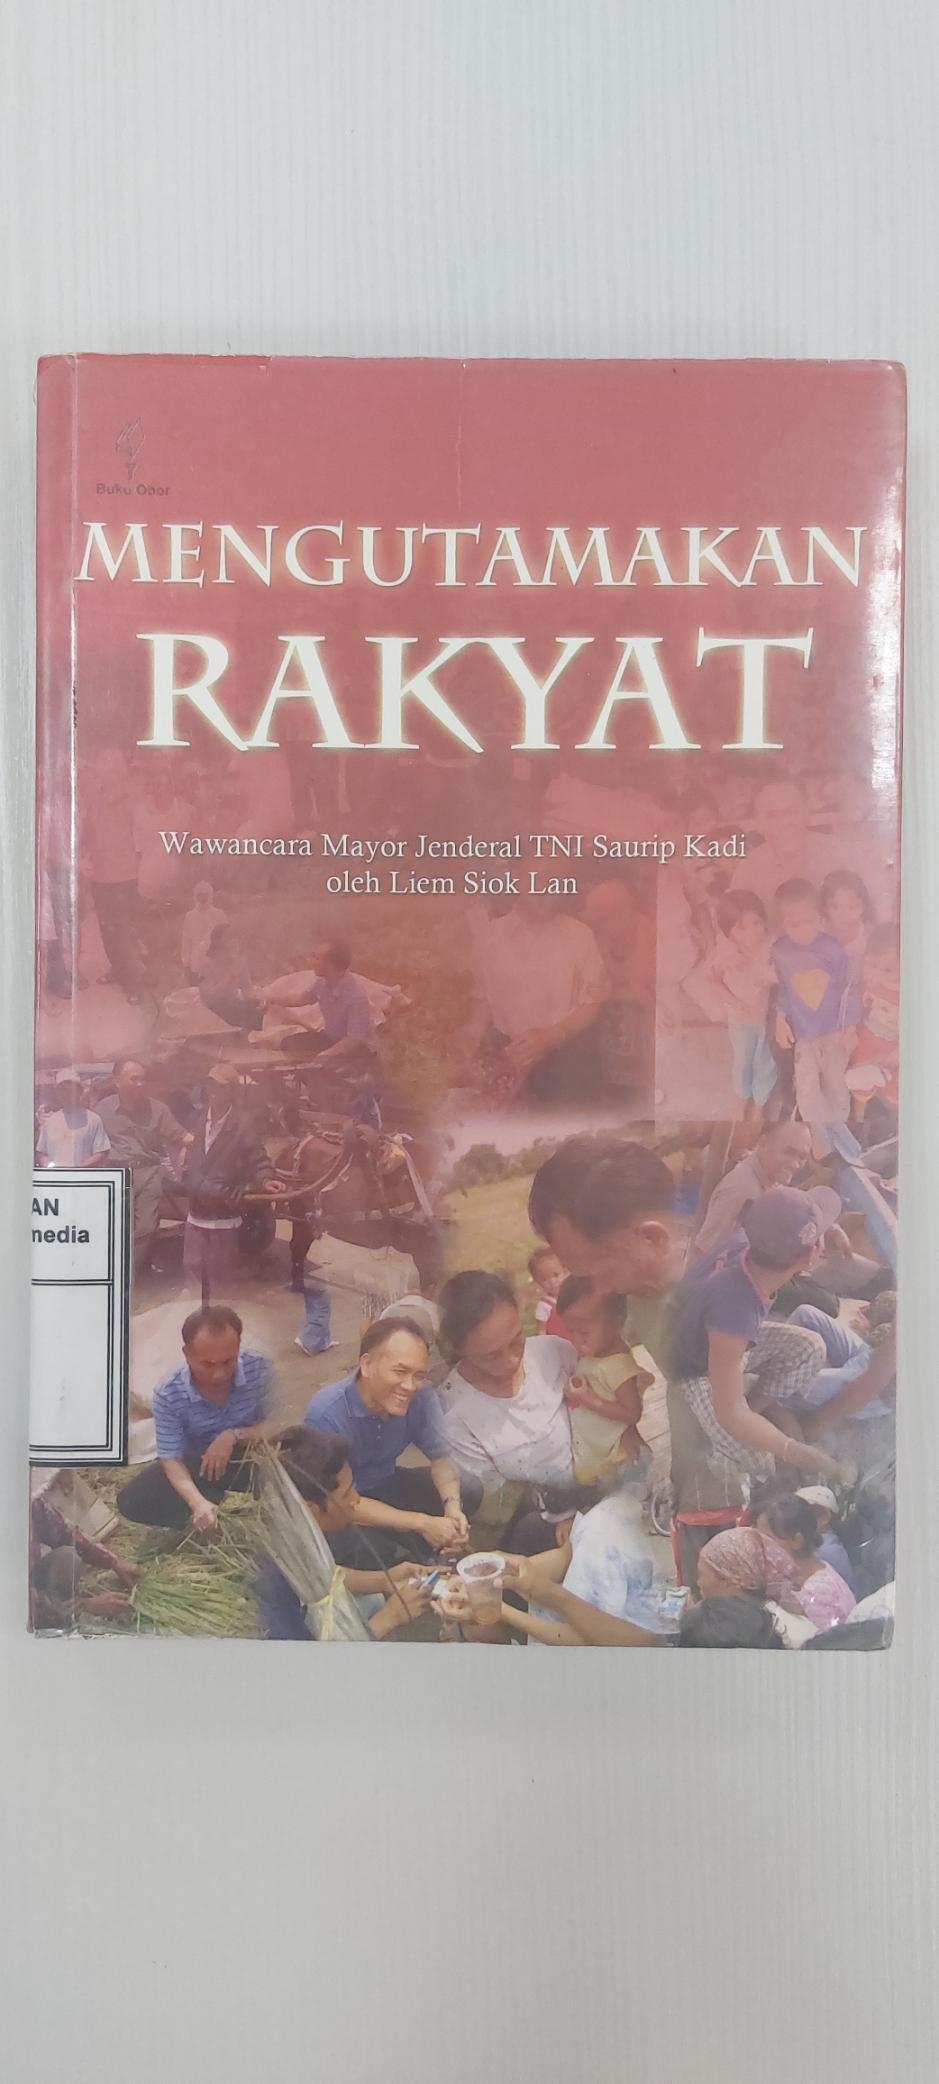 Buku Obor
MENGUTAMAKAN
RAKYAT
Wawancara Mayor Jenderal TNI Saurip Kadi
oleh Liem Siok Lan
AN
media